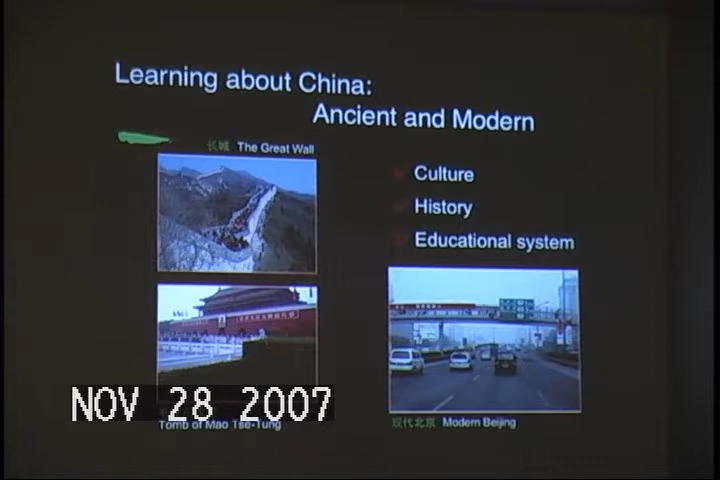 Learning about China:
Ancient and Modern
长城 The Great Wall
Culture
History
Educational system
NOV 28 2007
Tomb of Mao Tse-Tung
现代北京 Modern Beijing